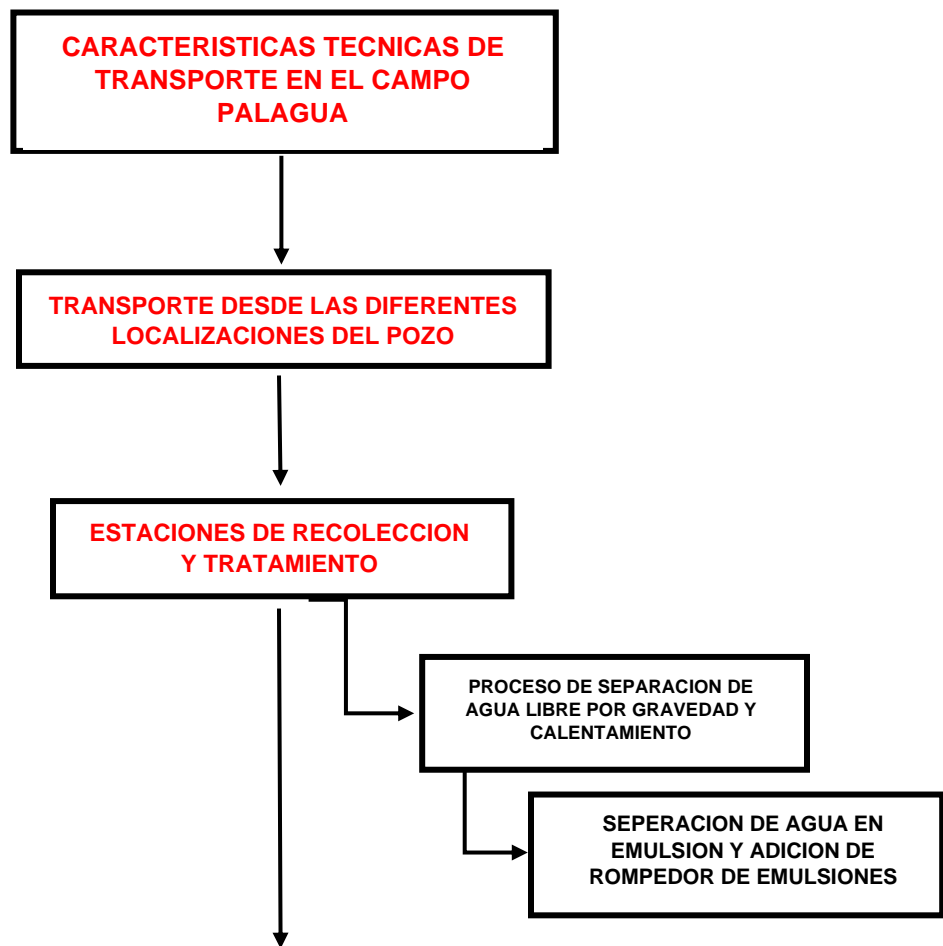 CARACTERISTICAS TECNICAS DE
TRANSPORTE EN EL CAMPO
PALAGUA
TRANSPORTE DESDE LAS DIFERENTES
LOCALIZACIONES DEL POZO
ESTACIONES DE RECOLECCION
Y TRATAMIENTO
PROCESO DE SEPARACION DE
AGUA LIBRE POR GRAVEDAD Y
CALENTAMIENTO
SEPERACION DE AGUA EN
EMULSION Y ADICION DE
ROMPEDOR DE EMULSIONES